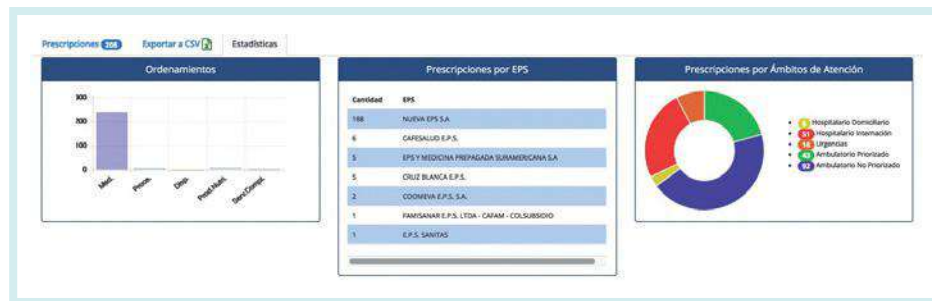 Prescripciones 208 Exportar a CSV Estadísticas
Ordenamientos
300
200
100
0
Med. Proce. Disp. Prod.Nutri. Serv.Compl.
Prescripciones por EPS
Cantidad EPS
188 NUEVA EPS S.A
6 CAFESALUD E.P.S.
5 EPS Y MEDICINA PREPAGADA SURAMERICANA S.A
5 CRUZ BLANCA E.P.S.
2 COOMEVA E.P.S. S.A.
1 FAMISANAR E.P.S. LTDA - CAFAM - COLSUBSIDIO
1 E.P.S. SANITAS
Prescripciones por Ámbitos de Atención
Hospitalario Domiciliario
51 Hospitalario Internación
Urgencias
43 Ambulatorio Priorizado
92 Ambulatorio No Priorizado